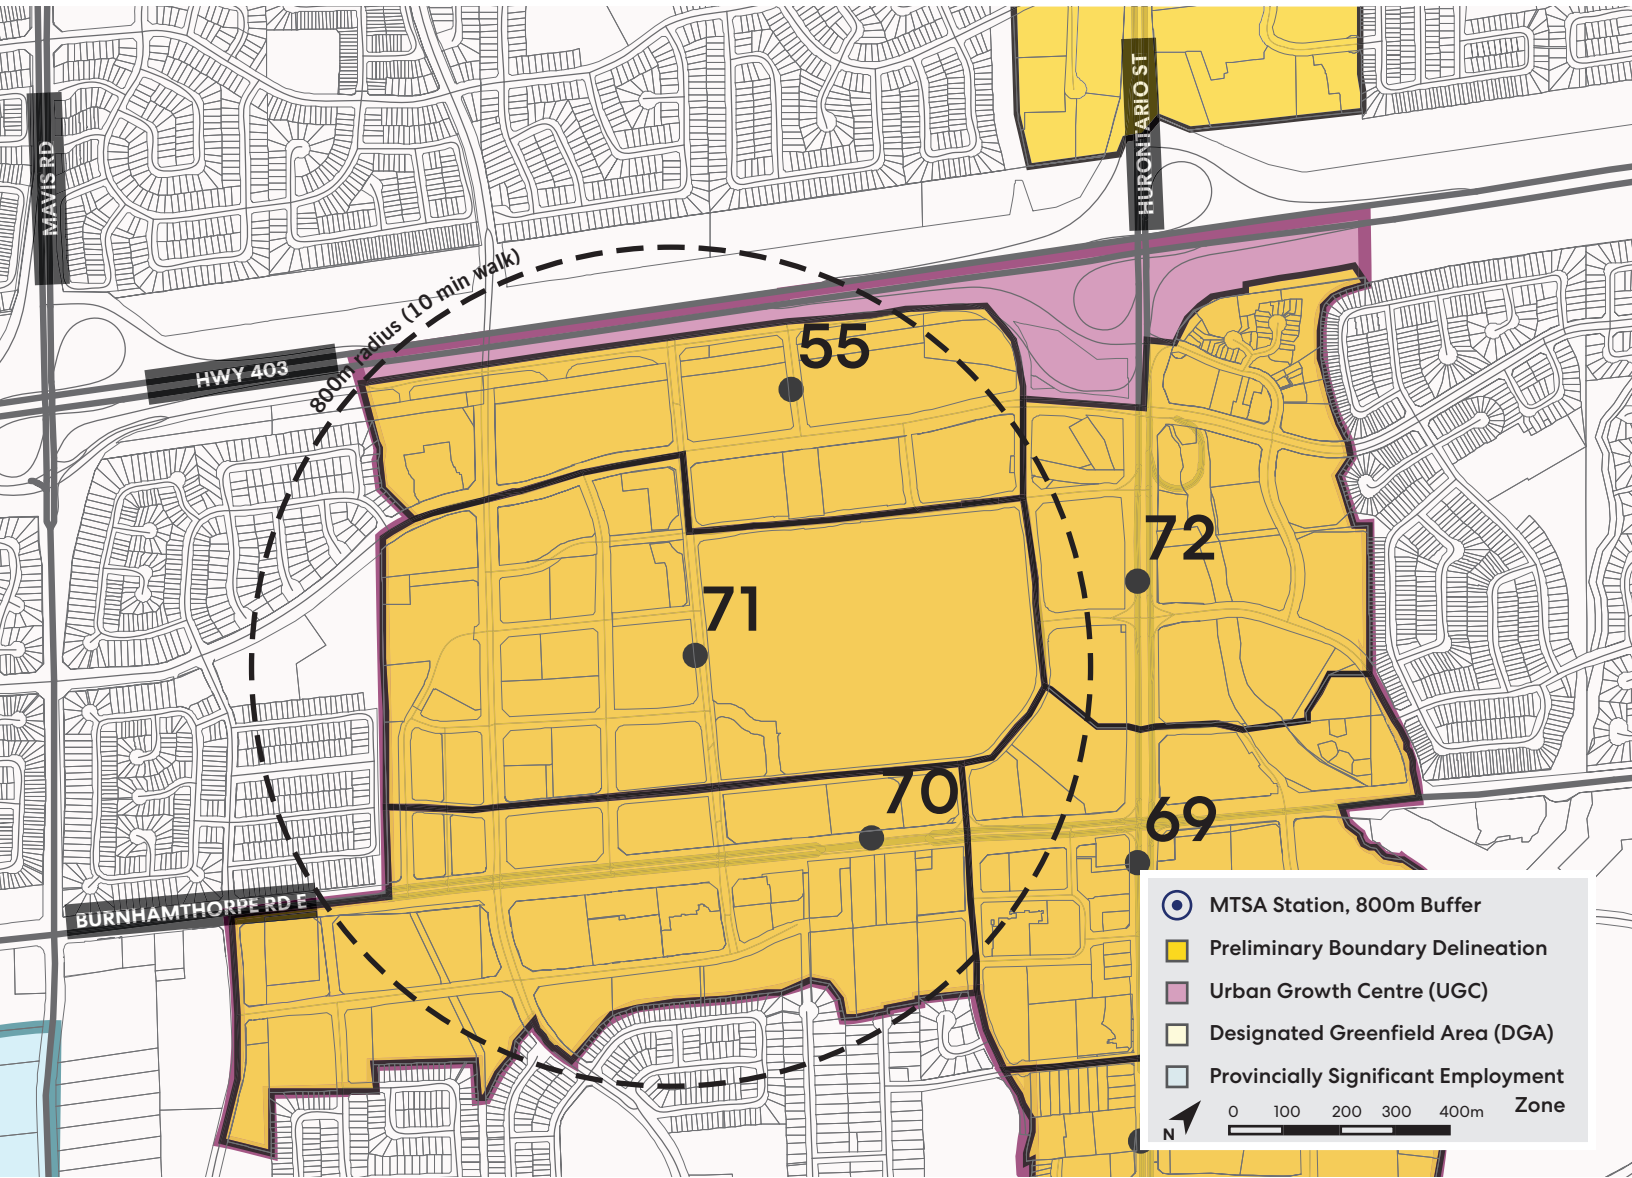 HURONTARIO ST
MAVIS RD
800m radius (10 min walk)
HWY 403
55
72
71
70
69
BURNHAMTHORPE RD E
MTSA Station, 800m Buffer
Preliminary Boundary Delineation
Urban Growth Centre (UGC)
Designated Greenfield Area (DGA)
Provincially Significant Employment
Zone
0 100 200 300 400m
N